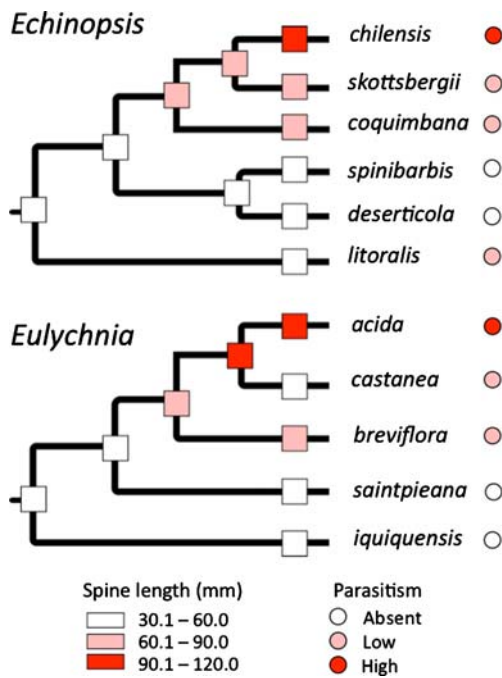 Echinopsis
chilensis
skottsbergii
coquimbana
spinibarbis
deserticola
litoralis
Eulychnia
acida
castanea
breviflora
saintpieana
iquiquensis
Spine length (mm)
30.1 – 60.0
60.1 – 90.0
90.1 – 120.0
Parasitism
Absent
Low
High